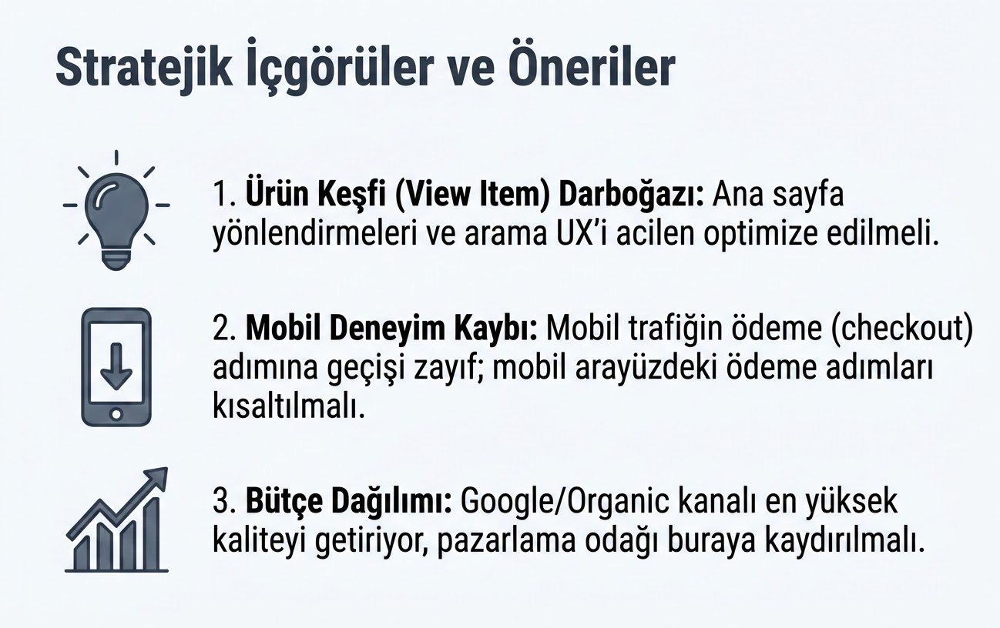 Stratejik İçgörüler ve Öneriler
1. Ürün Keşfi (View Item) Darboğazı: Ana sayfa
yönlendirmeleri ve arama UX’i acilen optimize edilmeli.
2. Mobil Deneyim Kaybı: Mobil trafiğin ödeme (checkout)
adımına geçişi zayıf; mobil arayüzdeki ödeme adımları
kısaltılmalı.
3. Bütçe Dağılımı: Google/Organic kanalı en yüksek
kaliteyi getiriyor, pazarlama odağı buraya kaydırılmalı.